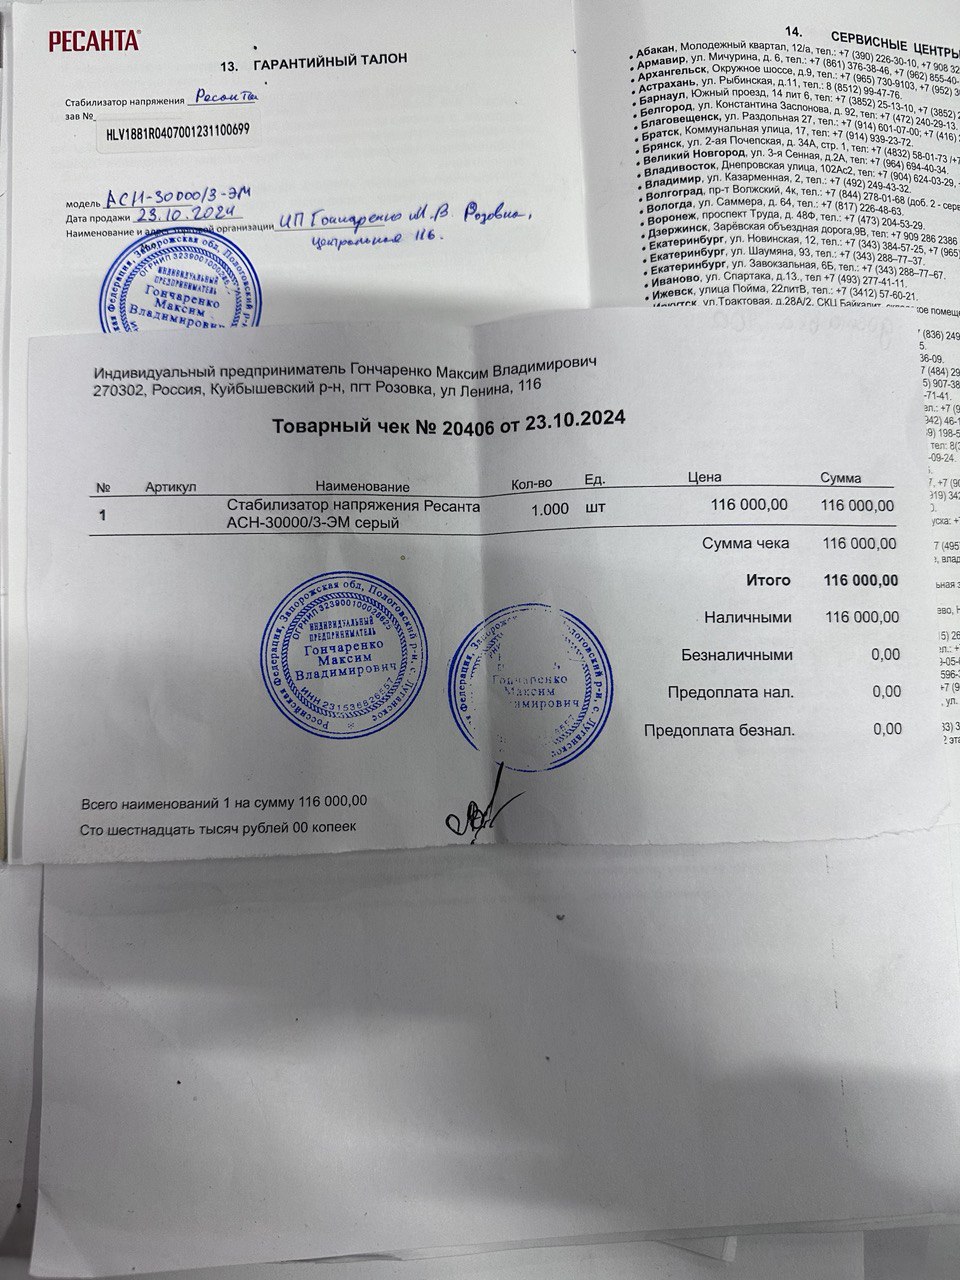 РЕСАНТА®
13. ГАРАНТИЙНЫЙ ТАЛОН
Стабилизатор напряжения Ресанта
зав №
HLV1881R0407001231100699
модель АСН-30000/3-ЭМ
Дата продажи 23.10.2024
Наименование и адрес торговой организации ИП Гончаренко М.В. Розовка,
Центральная 116.
ИНДИВИДУАЛЬНЫЙ
ПРЕДПРИНИМАТЕЛЬ
Гончаренко
Максим
Владимирович
14. СЕРВИСНЫЕ ЦЕНТРЫ
• Абакан, Молодежный квартал, 12/а, тел.: +7 (390) 226-30-10, +7 908 32
• Армавир, ул. Мичурина, д. 6, тел.: +7 (861) 376-38-46, +7 (962) 855-40-
• Архангельск, Окружное шоссе, д.9, тел.: +7 (965) 730-9103, +7 (952) 30
• Астрахань, ул. Рыбинская, д.11, тел.: 8 (8512) 99-47-76.
• Барнаул, Южный проезд, 14 лит 6, тел: +7 (3852) 25-13-10, +7 (3852) 2
• Белгород, ул. Константина Заслонова, д. 92, тел: +7 (472) 240-29-13.
• Благовещенск, ул. Раздольная 27, тел.: +7 (914) 601-07-00; +7 (416) 2
• Братск, Коммунальная улица, 17, тел: +7 (914) 939-23-72.
• Брянск, ул. 2-ая Почепская, д. 34А, стр. 1, тел: +7 (4832) 58-01-73 /+7
• Великий Новгород, ул. 3-я Сенная, д.2А, тел: +7 (964) 694-40-34.
• Владивосток, Днепровская улица, 102Ас2, тел: +7 (904) 624-03-29,
• Владимир, ул. Казарменная, 2, тел.: +7 (492) 249-43-32.
• Волгоград, пр-т Волжский, 4к, тел.: +7 (844) 278-01-68 (доб. 2 - серв
• Вологда, ул. Саммера, д. 64, тел.: +7 (817) 226-48-63.
• Воронеж, проспект Труда, д. 48Ф, тел.: +7 (473) 204-53-29.
• Дзержинск, Зарёвская объездная дорога,9В, тел: +7 909 286 2386
• Екатеринбург, ул. Новинская, 12, тел.: +7 (343) 384-57-25, +7 (965)
• Екатеринбург, ул. Шаумяна, 93, тел: +7 (343) 288-77-37.
• Екатеринбург, ул. Завокзальная, 6Б, тел.: +7 (343) 288-77-67.
• Иваново, ул. Спартака, д.13., тел +7 (493) 277-41-11.
• Ижевск, улица Пойма, 22литВ, тел.: +7 (3412) 57-60-21.
Индивидуальный предприниматель Гончаренко Максим Владимирович
270302, Россия, Куйбышевский р-н, пгт Розовка, ул Ленина, 116
Товарный чек № 20406 от 23.10.2024
№ Артикул Наименование Кол-во Ед. Цена Сумма
1 Стабилизатор напряжения Ресанта АСН-30000/3-ЭМ серый 1.000 шт 116 000,00 116 000,00
Сумма чека 116 000,00
Итого 116 000,00
Наличными 116 000,00
Безналичными 0,00
Предоплата нал. 0,00
Предоплата безнал. 0,00
Российская Федерация, Запорожская обл, Пологовский р-н, с. Луганское
ИНДИВИДУАЛЬНЫЙ
ПРЕДПРИНИМАТЕЛЬ
Гончаренко
Максим
Владимирович
Всего наименований 1 на сумму 116 000,00
Сто шестнадцать тысяч рублей 00 копеек